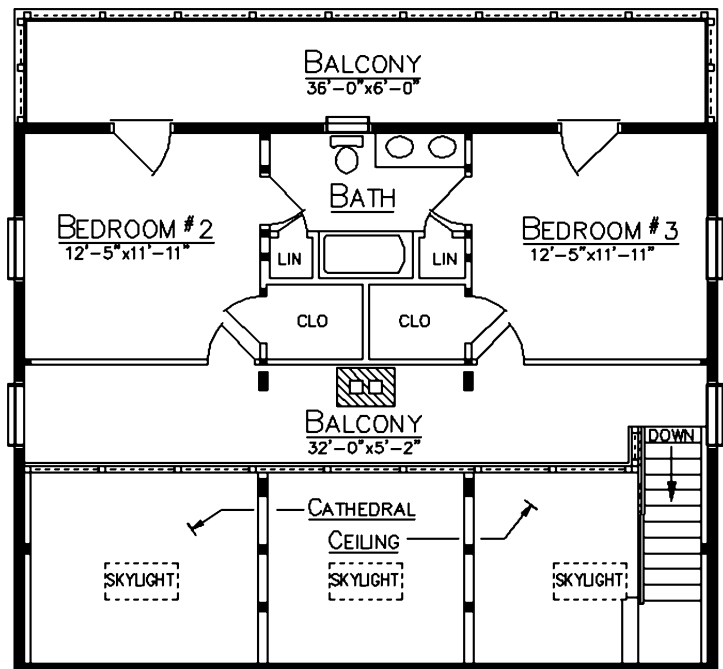 BALCONY
36'-0"x6'-0"
BATH
BEDROOM #2
12'-5"x11'-11"
BEDROOM #3
12'-5"x11'-11"
LIN
LIN
CLO
CLO
BALCONY
32'-0"x5'-2"
DOWN
CATHEDRAL
CEILING
SKYLIGHT
SKYLIGHT
SKYLIGHT